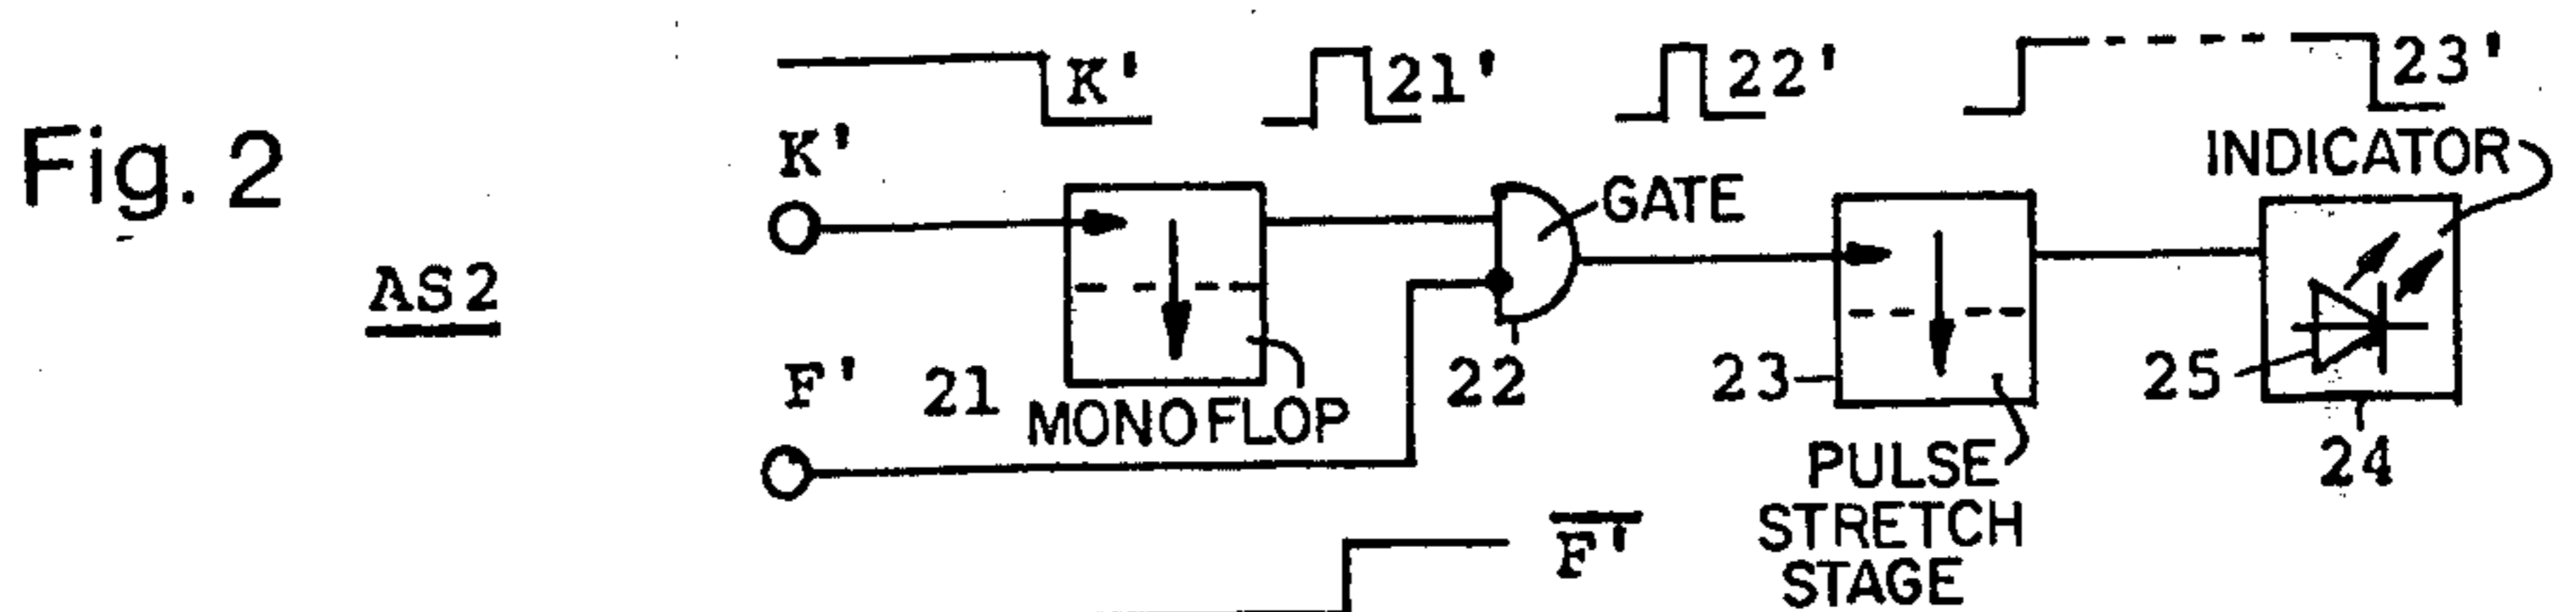 K' 21' 22' 23'
Fig. 2
K'
INDICATOR
GATE
AS2
F' 21
MONOFLOP
22
23
25
24
PULSE
STRETCH
STAGE
F̅'̅